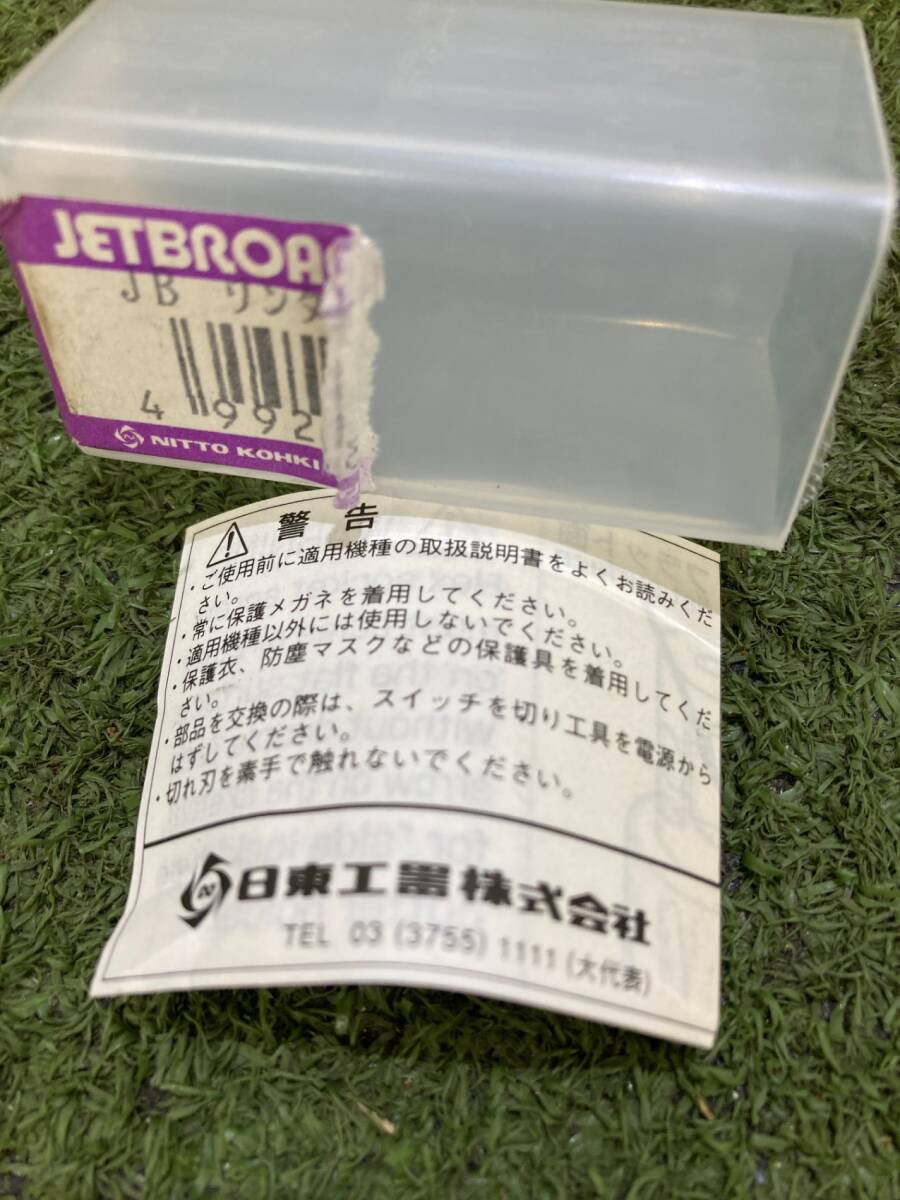 JETBROA
JB ワンタ
4 992
NITTO KOHKI
警告
・ご使用前に適用機種の取扱説明書をよくお読みくだ
さい。
・常に保護メガネを着用してください。
・適用機種以外には使用しないでください。
・保護衣、防塵マスクなどの保護具を着用してくだ
さい。
・部品を交換の際は、スイッチを切り工具を電源から
はずしてください。
・切れ刃を素手で触れないでください。
日東工器株式会社
TEL 03 (3755) 1111 (大代表)